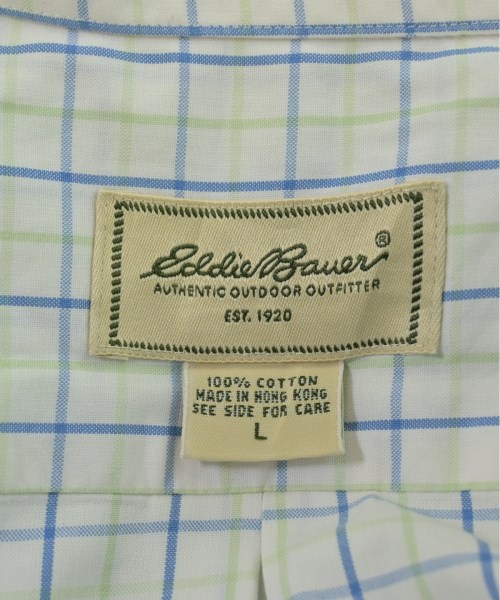 Eddie Bauer®
AUTHENTIC OUTDOOR OUTFITTER
EST. 1920
100% COTTON
MADE IN HONG KONG
SEE SIDE FOR CARE
L